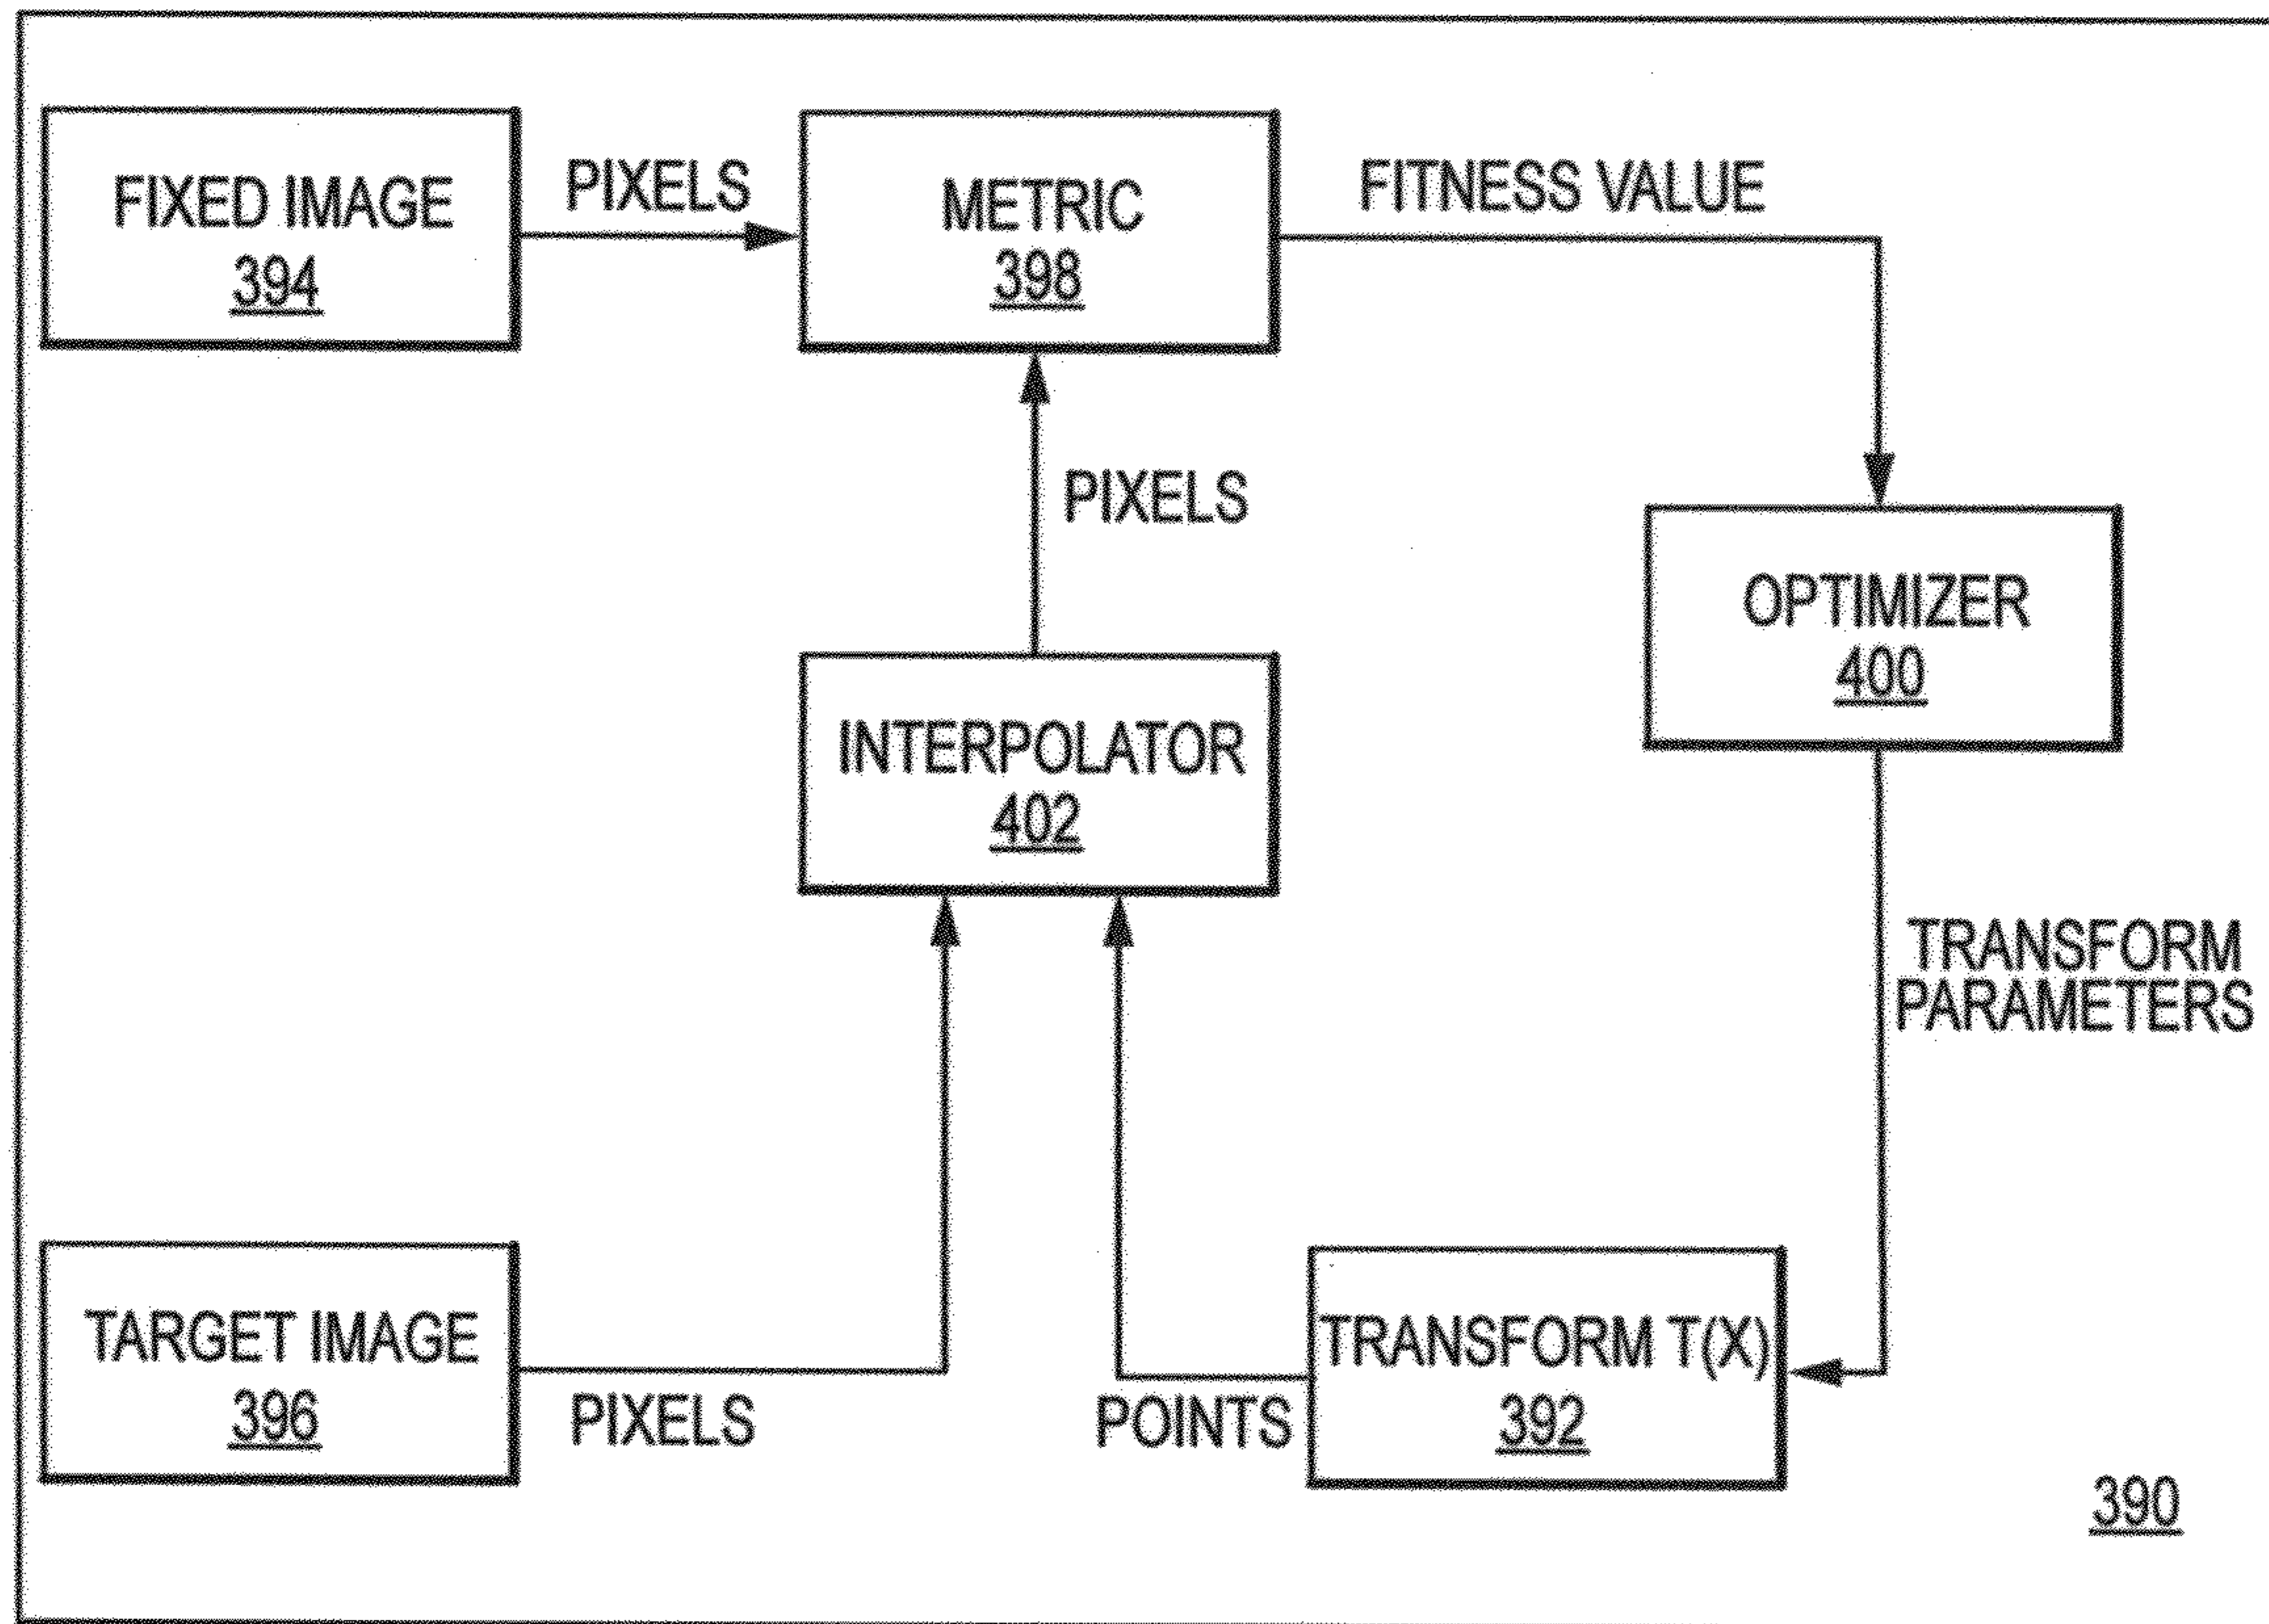 FIXED IMAGE
394
PIXELS
METRIC
398
FITNESS VALUE
PIXELS
OPTIMIZER
400
INTERPOLATOR
402
TRANSFORM
PARAMETERS
TARGET IMAGE
396
PIXELS
POINTS
TRANSFORM T(X)
392
390